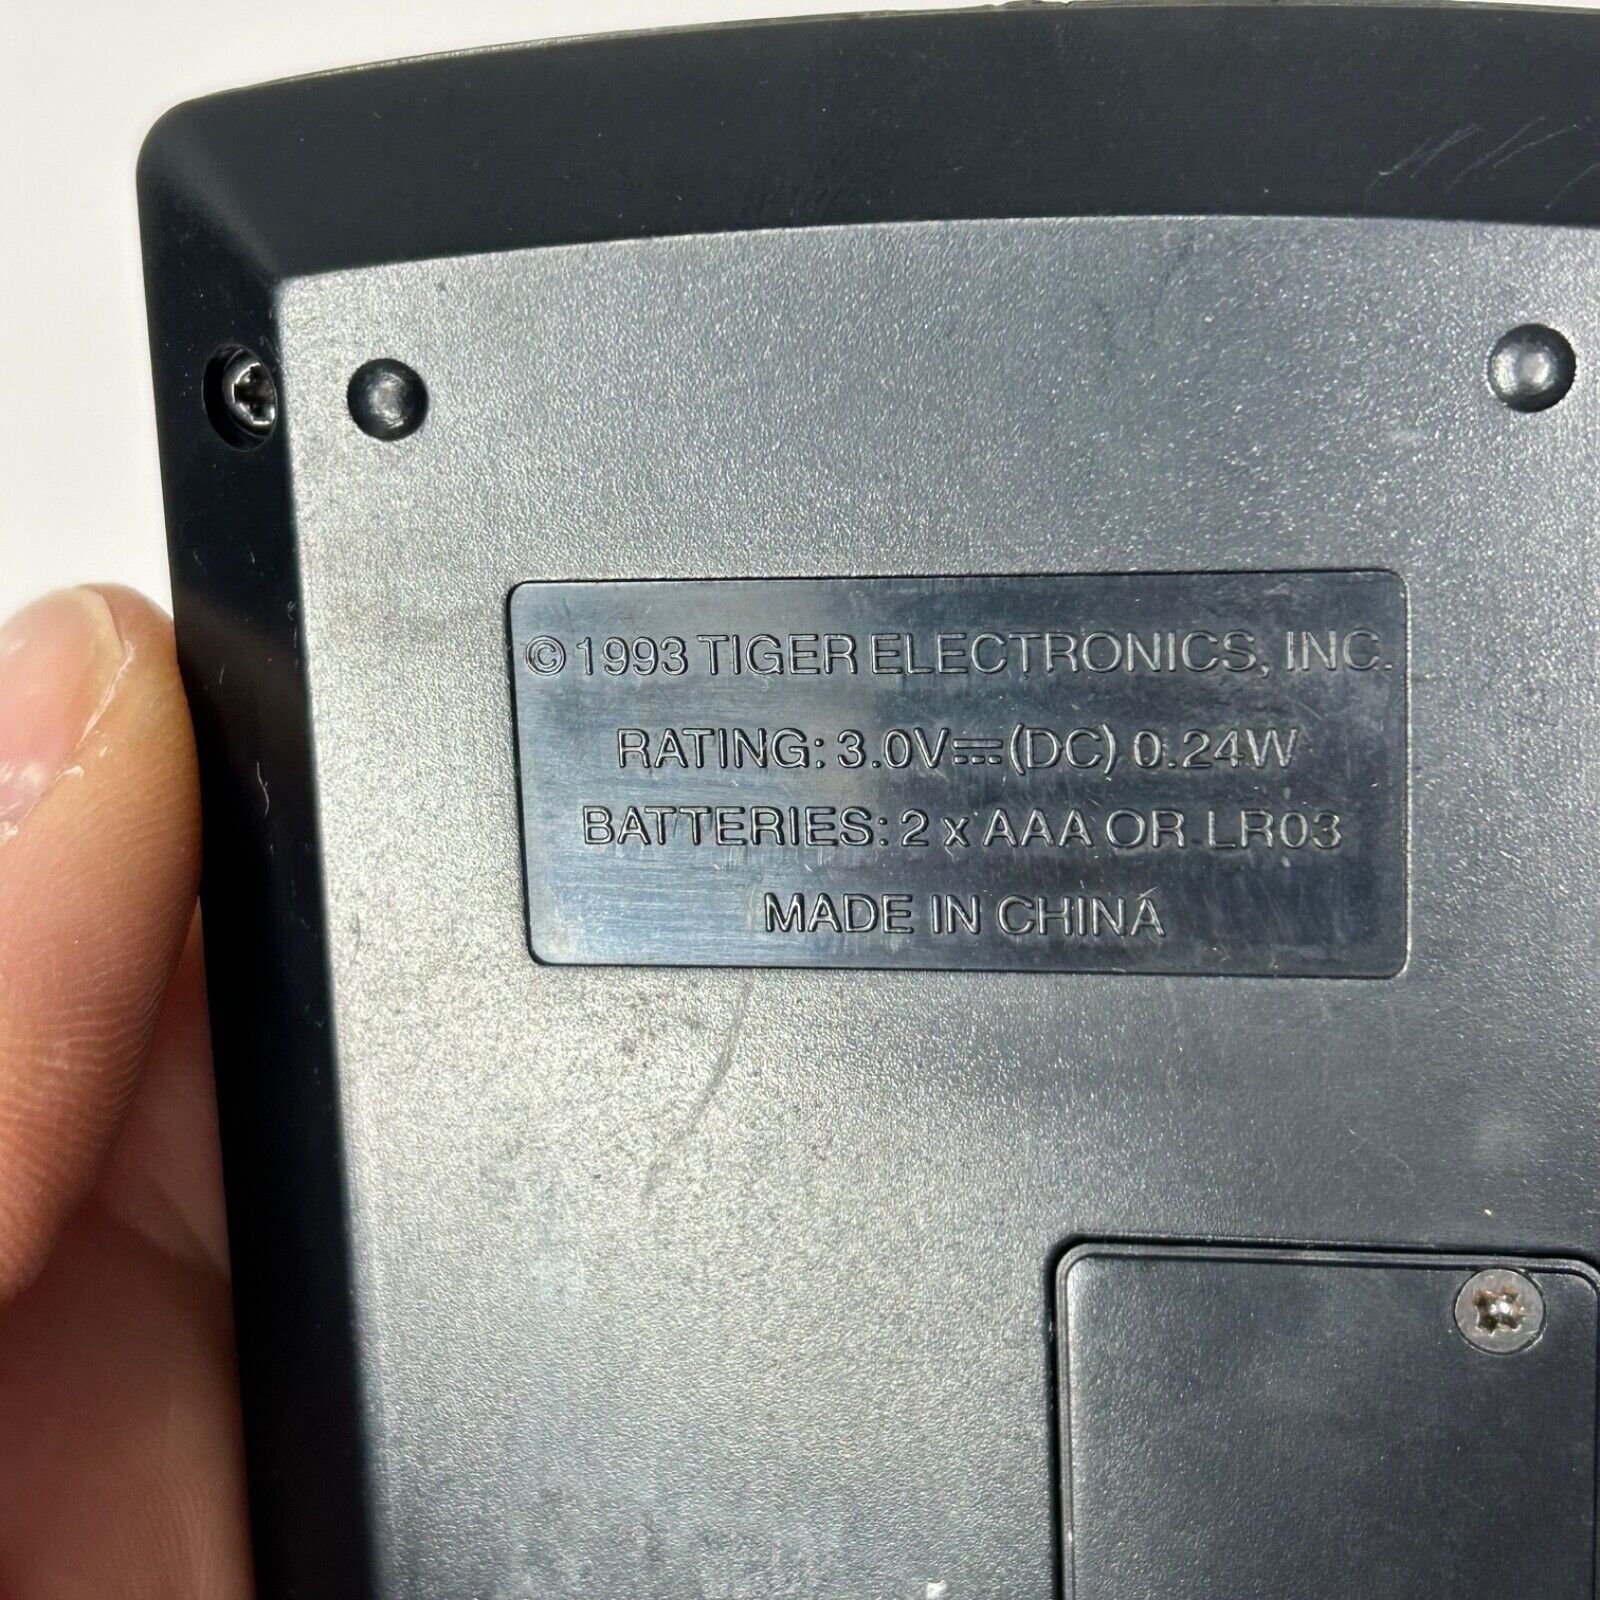 © 1993 TIGER ELECTRONICS, INC.
RATING: 3.0V⎓(DC) 0.24W
BATTERIES: 2 x AAA OR LR03
MADE IN CHINA